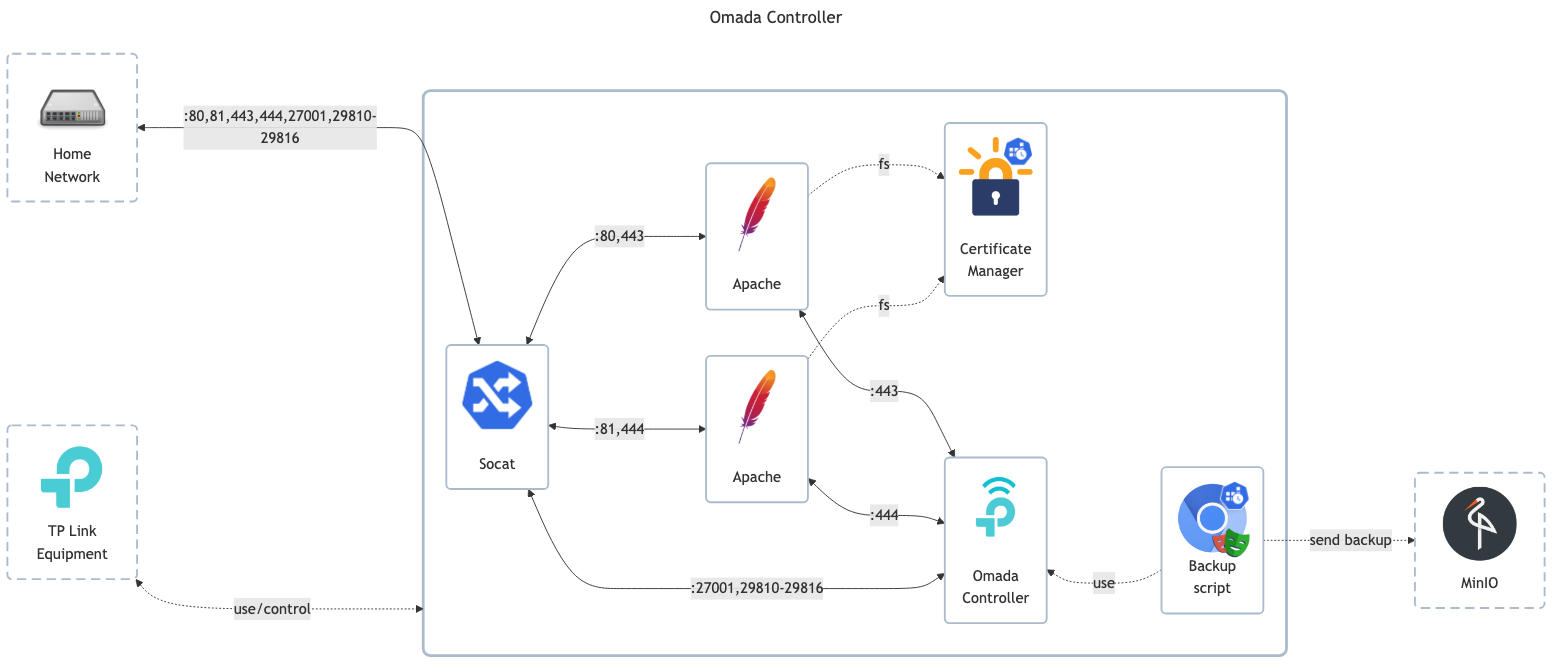 Omada Controller
:80,81,443,444,27001,29810-
29816
Home
Network
fs
Certificate
Manager
:80,443
Apache
fs
:443
Socat
:81,444
Apache
:444
TP Link
Equipment
Omada
Controller
:27001,29810-29816
use/control
use
Backup
script
send backup
MinIO